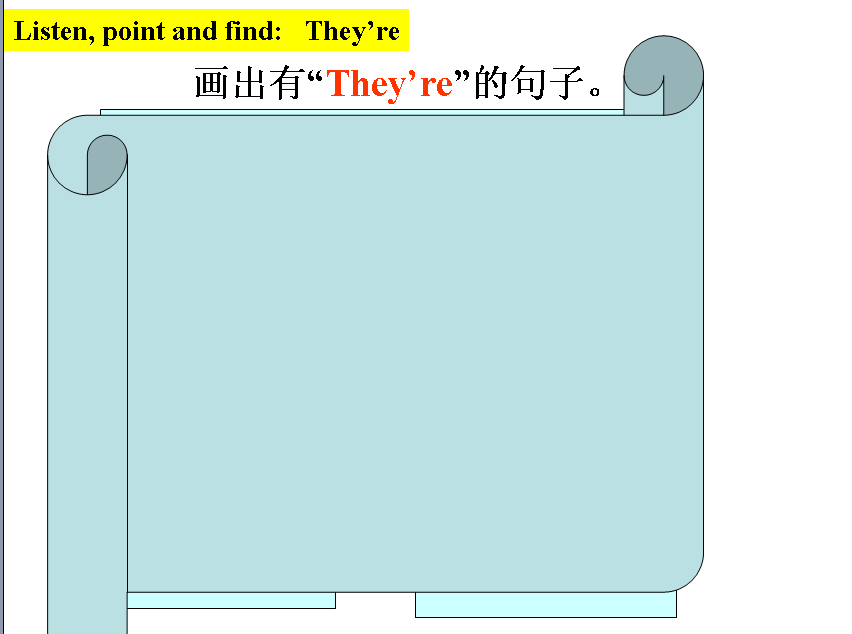 Listen, point and find: They’re
画出有“They’re”的句子。